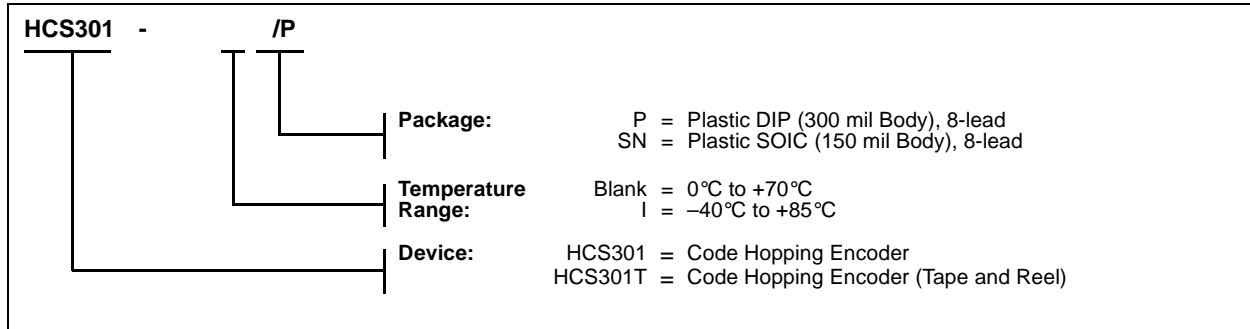 HCS301 - /P
Package: P = Plastic DIP (300 mil Body), 8-lead
SN = Plastic SOIC (150 mil Body), 8-lead
Temperature Blank = 0°C to +70°C
Range: I = –40°C to +85°C
Device: HCS301 = Code Hopping Encoder
HCS301T = Code Hopping Encoder (Tape and Reel)